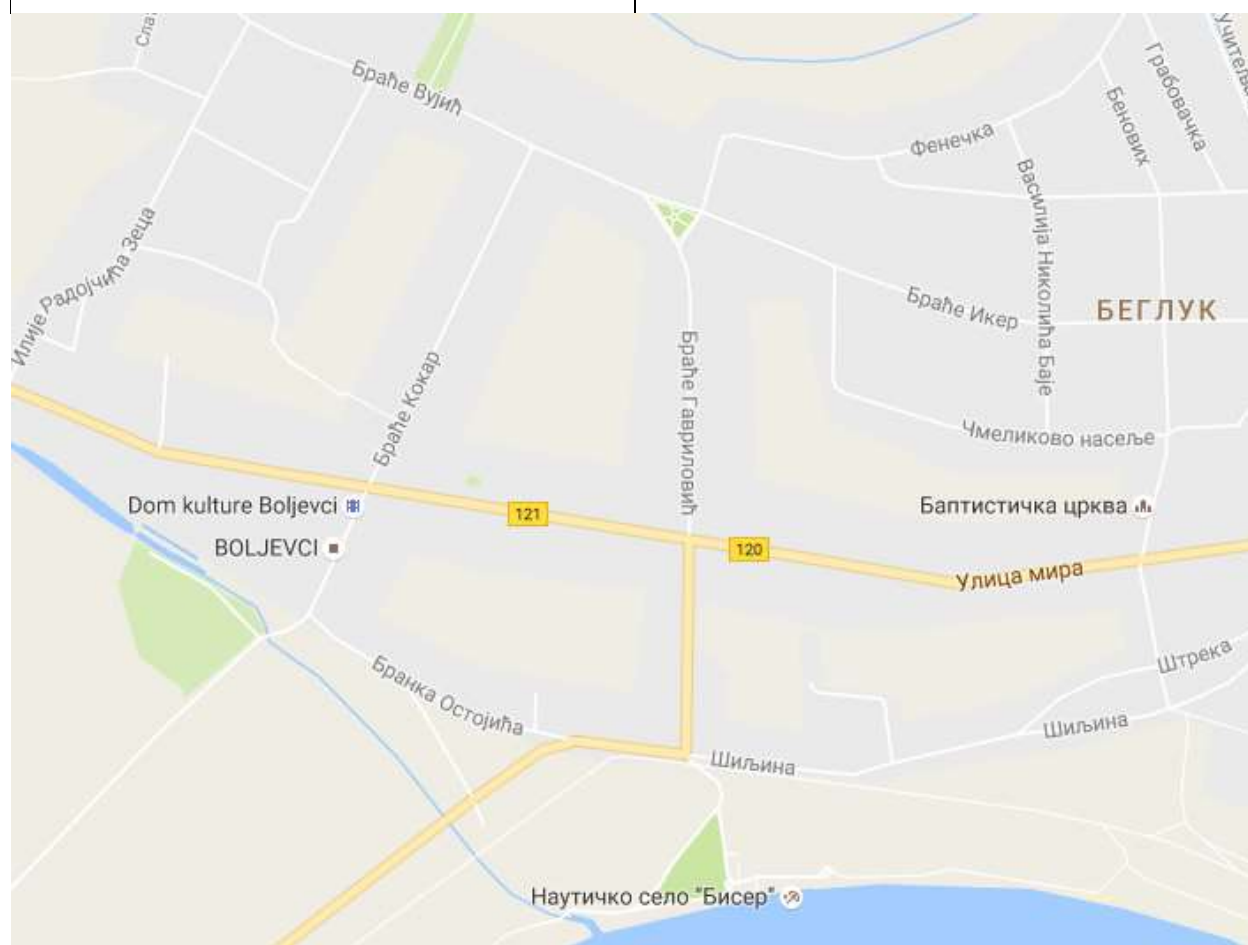 Браће Вујић
Фенечка
Грабовачка
Бенових
Василија Николића Баје
Илије Радојчића Зеца
Браће Икер
БЕГЛУК
Браће Гавриловић
Браће Кокар
Чмеликово насеље
Dom kulture Boljevci
121
Баптистичка црква
BOLJEVCI
120
Улица мира
Бранка Остојића
Штрека
Шиљина
Шиљина
Наутичко село "Бисер"